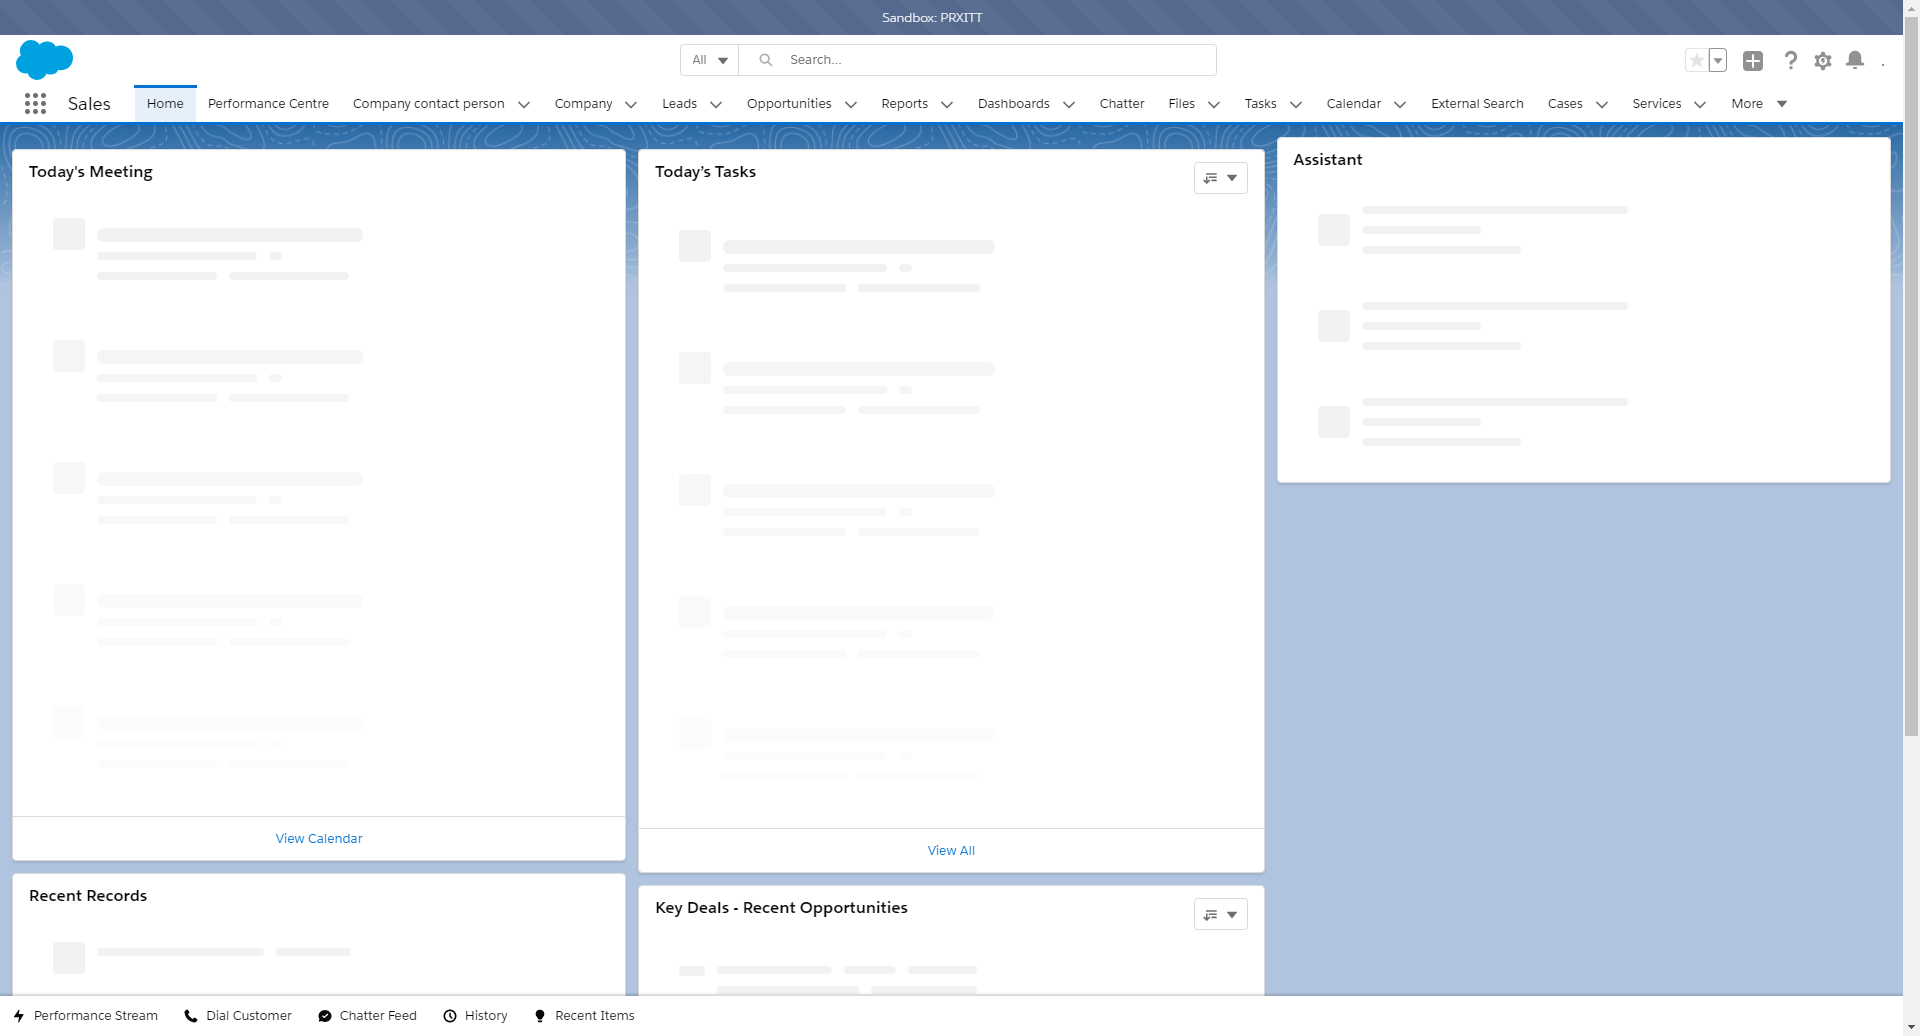 Sandbox: PRXITT
All
Search...
Sales
Home
Performance Centre
Company contact person
Company
Leads
Opportunities
Reports
Dashboards
Chatter
Files
Tasks
Calendar
External Search
Cases
Services
More
Today's Meeting
View Calendar
Today's Tasks
View All
Assistant
Recent Records
Key Deals - Recent Opportunities
Performance Stream
Dial Customer
Chatter Feed
History
Recent Items